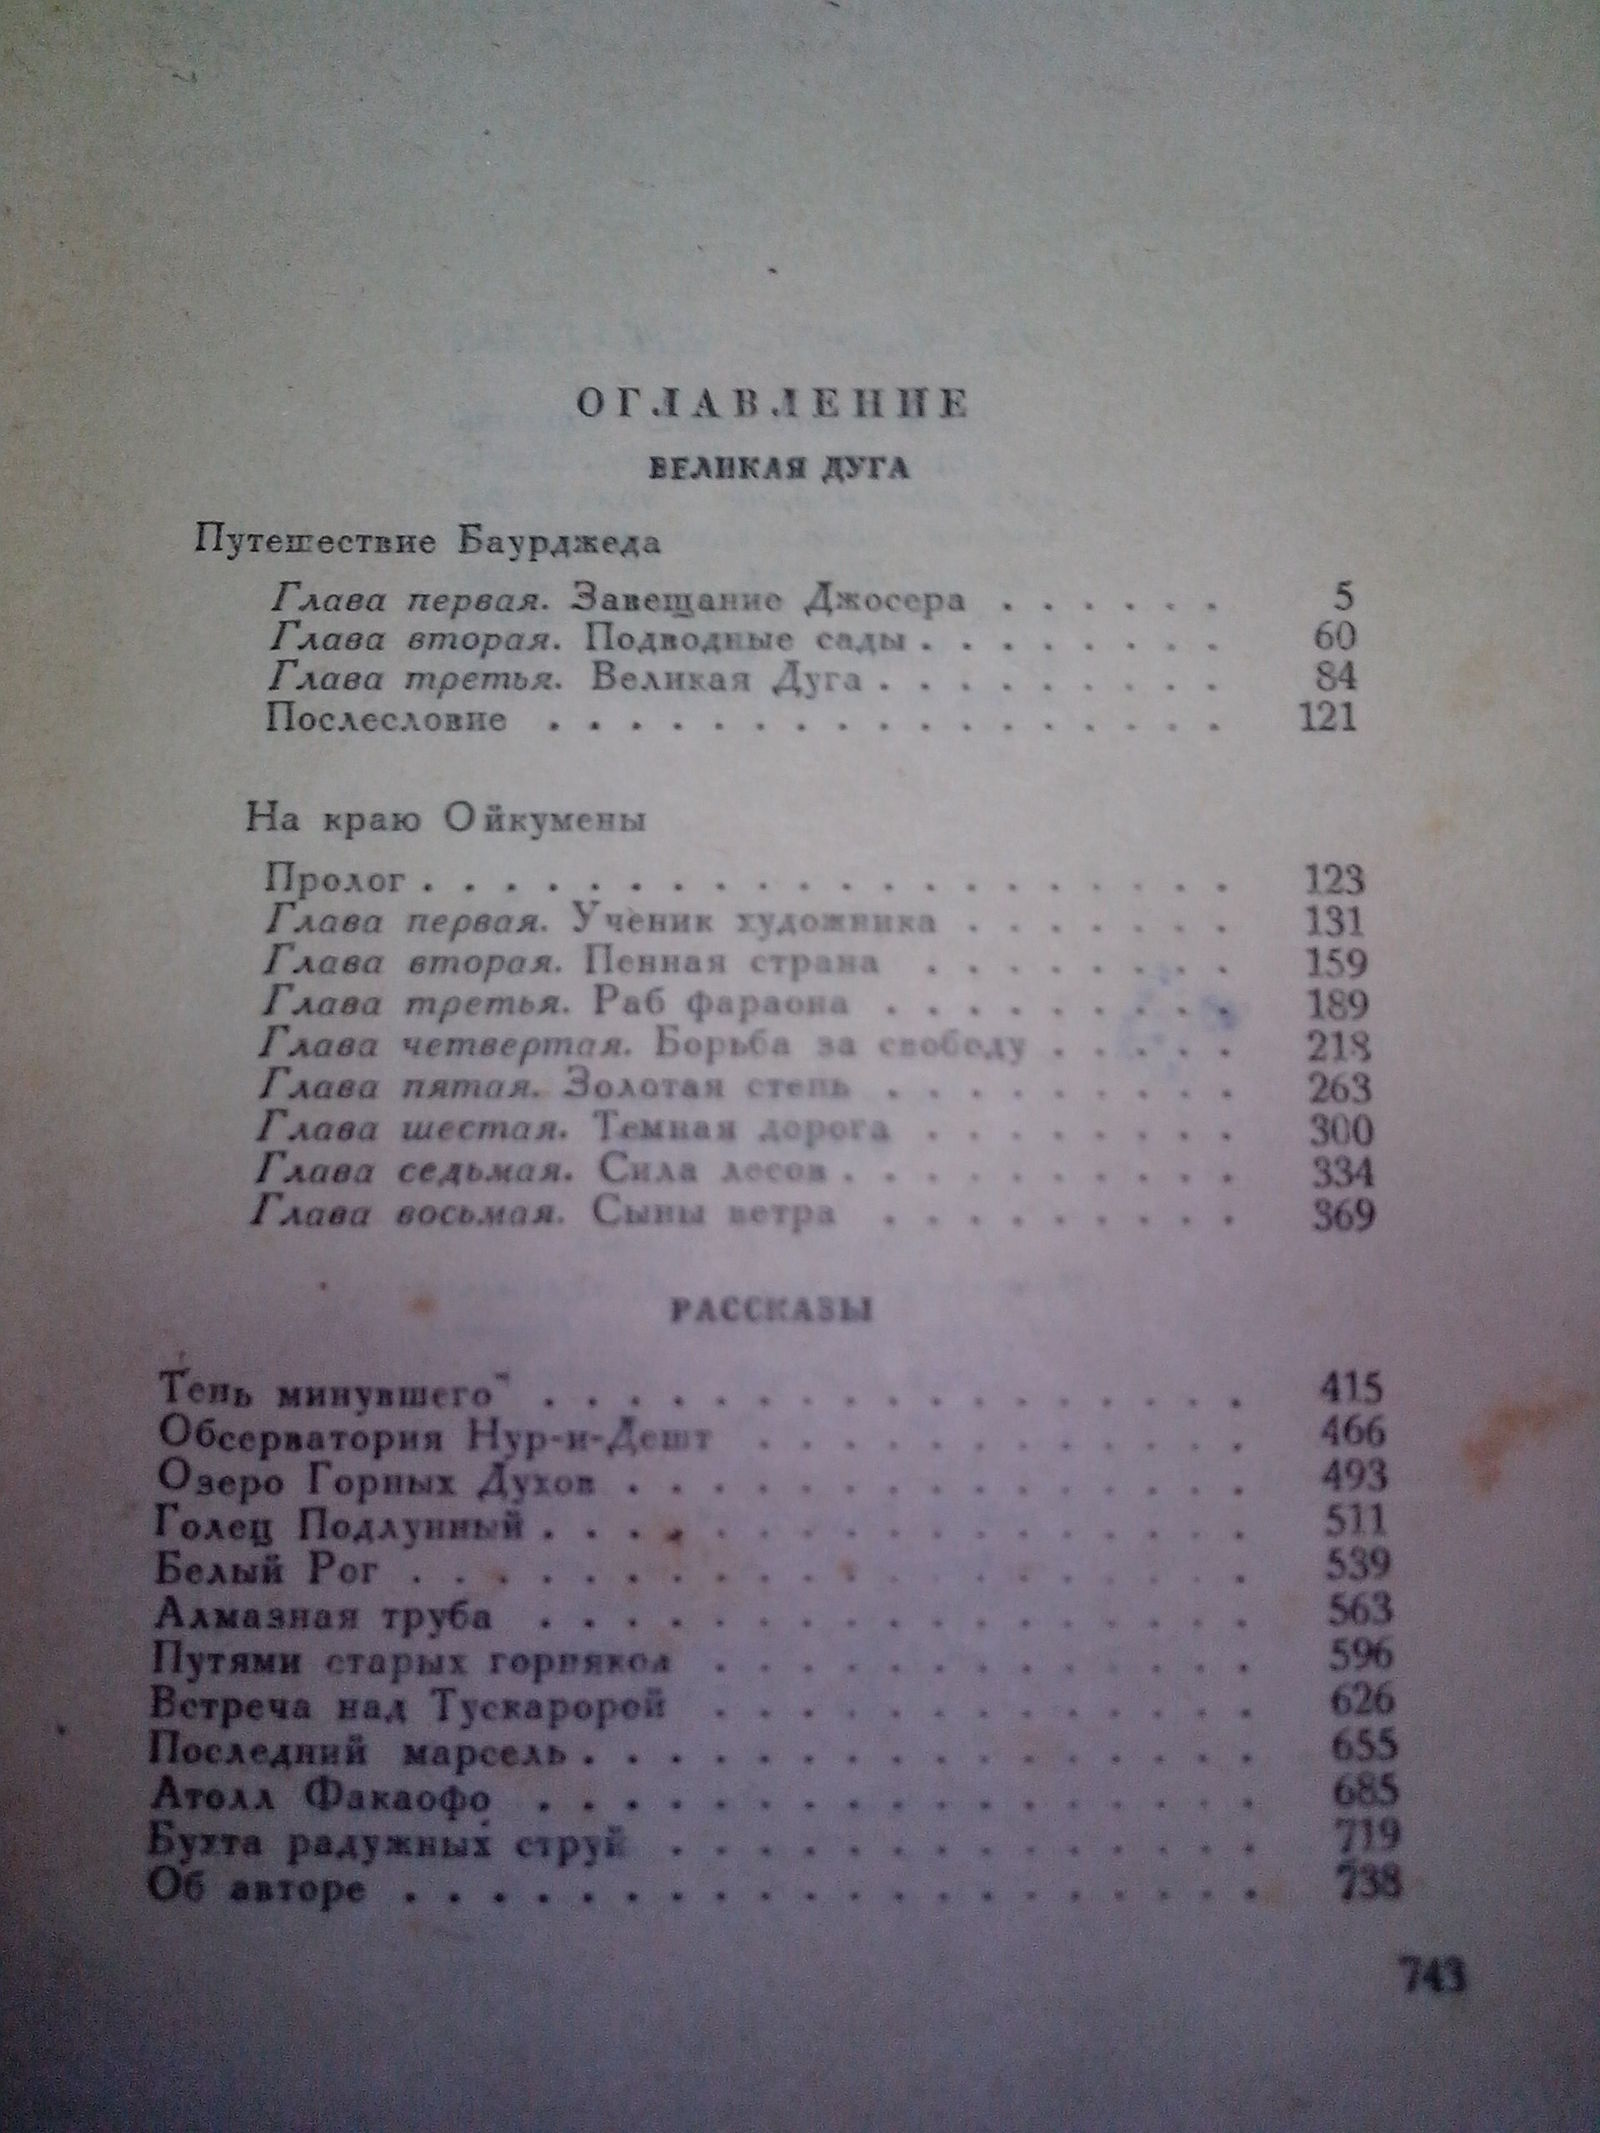 ОГЛАВЛЕНИЕ
ВЕЛИКАЯ ДУГА
Путешествие Баурджеда
Глава первая. Завещание Джосера . . . . . . 5
Глава вторая. Подводные сады . . . . . . . . 60
Глава третья. Великая Дуга . . . . . . . . . 84
Послесловие . . . . . . . . . . . . . . . . . 121
На краю Ойкумены
Пролог . . . . . . . . . . . . . . . . . . . . 123
Глава первая. Ученик художника . . . . . . . 131
Глава вторая. Пенная страна . . . . . . . . 159
Глава третья. Раб фараона . . . . . . . . . 189
Глава четвертая. Борьба за свободу . . . . . 218
Глава пятая. Золотая степь . . . . . . . . . 263
Глава шестая. Темная дорога . . . . . . . . 300
Глава седьмая. Сила лесов . . . . . . . . . . 334
Глава восьмая. Сыны ветра . . . . . . . . . 369
РАССКАЗЫ
Тень минувшего . . . . . . . . . . . . . . . . . 415
Обсерватория Нур-и-Дешт . . . . . . . . . . . . 466
Озеро Горных Духов . . . . . . . . . . . . . . . 493
Голец Подлунный . . . . . . . . . . . . . . . . . 511
Белый Рог . . . . . . . . . . . . . . . . . . . . 539
Алмазная труба . . . . . . . . . . . . . . . . . 563
Путями старых горняков . . . . . . . . . . . . . 596
Встреча над Тускаророй . . . . . . . . . . . . . 626
Последний марсель . . . . . . . . . . . . . . . . 655
Атолл Факаофо . . . . . . . . . . . . . . . . . 685
Бухта радужных струй . . . . . . . . . . . . . . 719
Об авторе . . . . . . . . . . . . . . . . . . . . 738
743